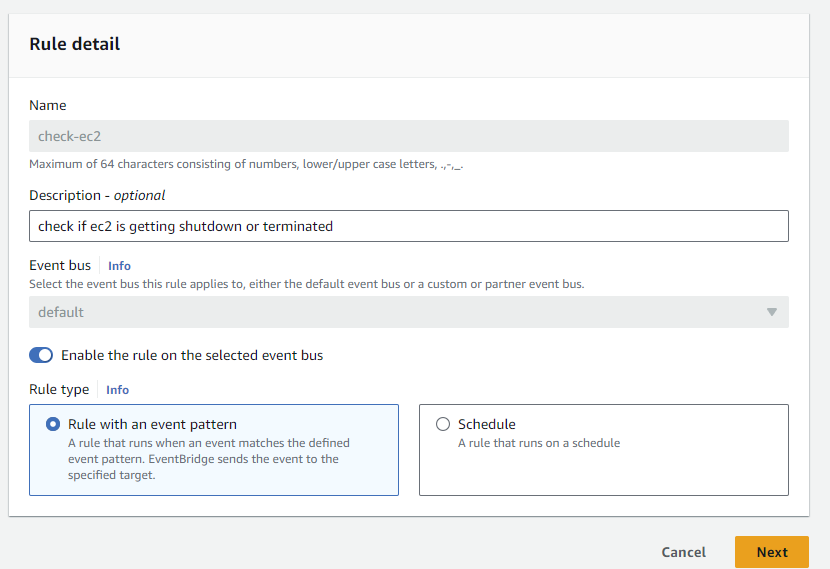 Rule detail
Name
check-ec2
Maximum of 64 characters consisting of numbers, lower/upper case letters, .,-,_.
Description - optional
check if ec2 is getting shutdown or terminated
Event bus Info
Select the event bus this rule applies to, either the default event bus or a custom or partner event bus.
default
Enable the rule on the selected event bus
Rule type Info
Rule with an event pattern
A rule that runs when an event matches the defined
event pattern. EventBridge sends the event to the
specified target.
Schedule
A rule that runs on a schedule
Cancel Next